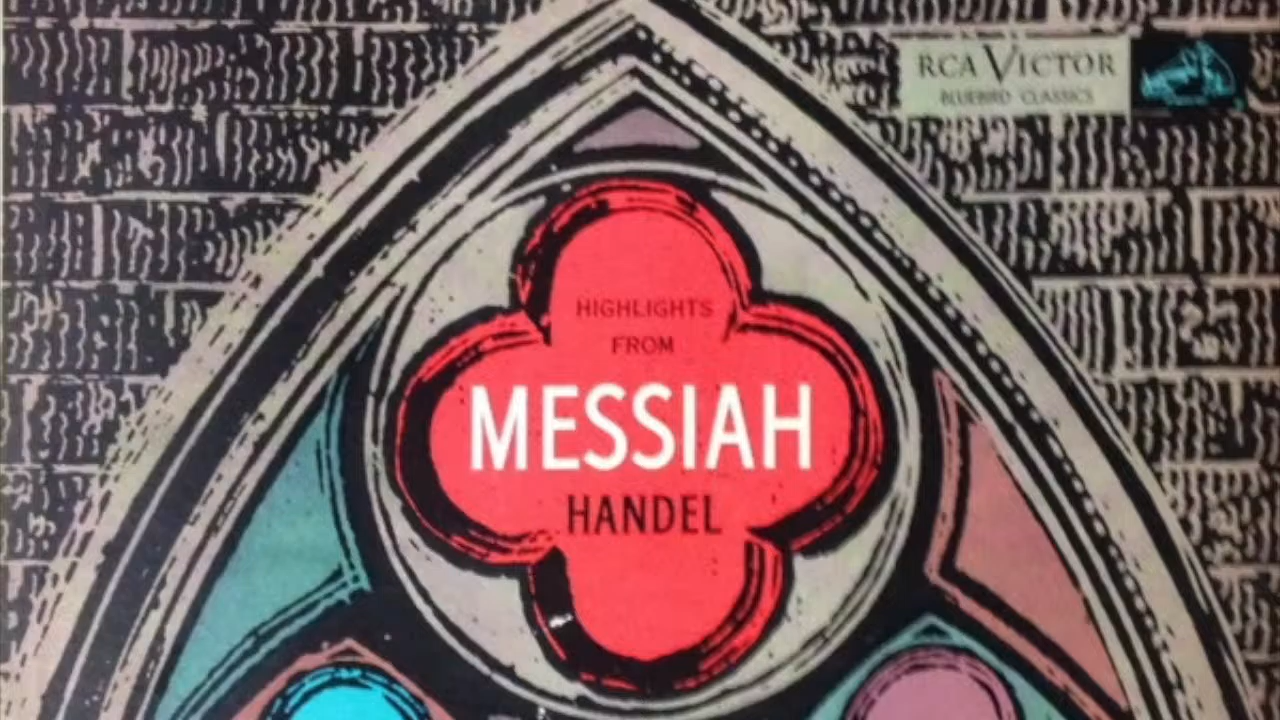 RCA VICTOR
BLUEBIRD CLASSICS
HIGHLIGHTS
FROM
MESSIAH
HANDEL